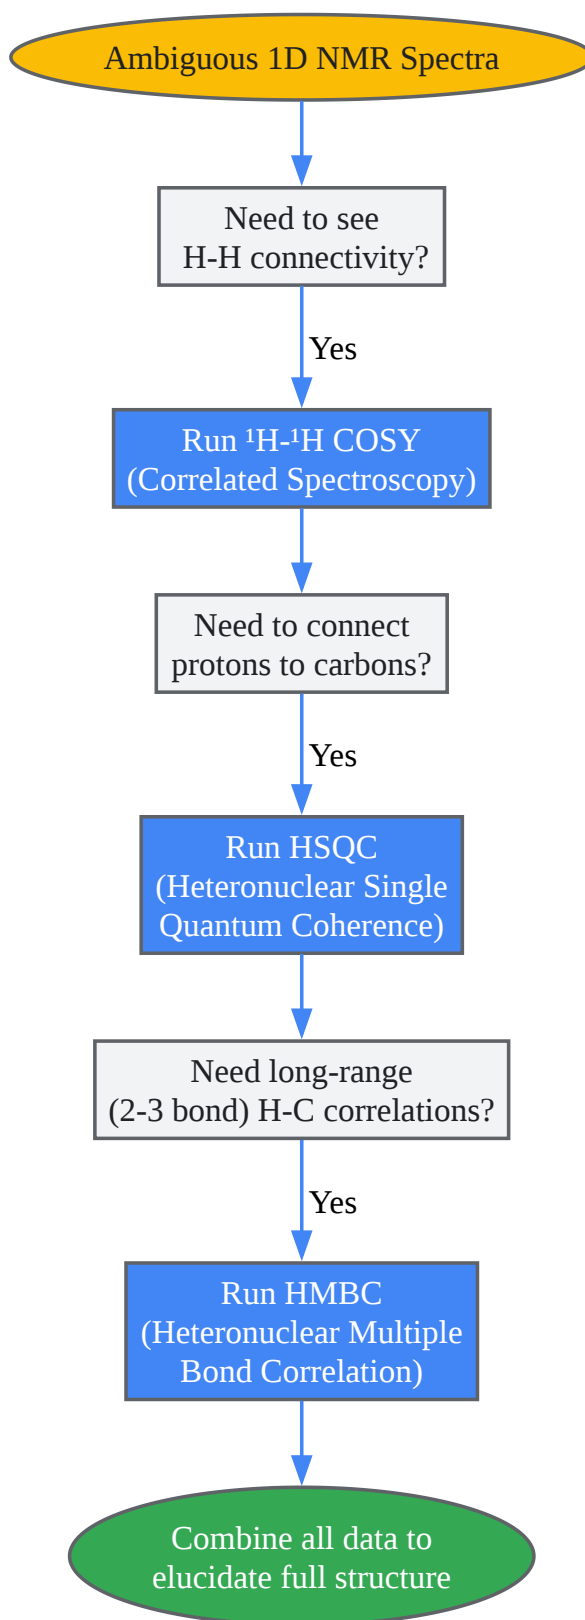 Ambiguous 1D NMR Spectra
Need to see
H-H connectivity?
Yes
Run ¹H-¹H COSY
(Correlated Spectroscopy)
Need to connect
protons to carbons?
Yes
Run HSQC
(Heteronuclear Single
Quantum Coherence)
Need long-range
(2-3 bond) H-C correlations?
Yes
Run HMBC
(Heteronuclear Multiple
Bond Correlation)
Combine all data to
elucidate full structure